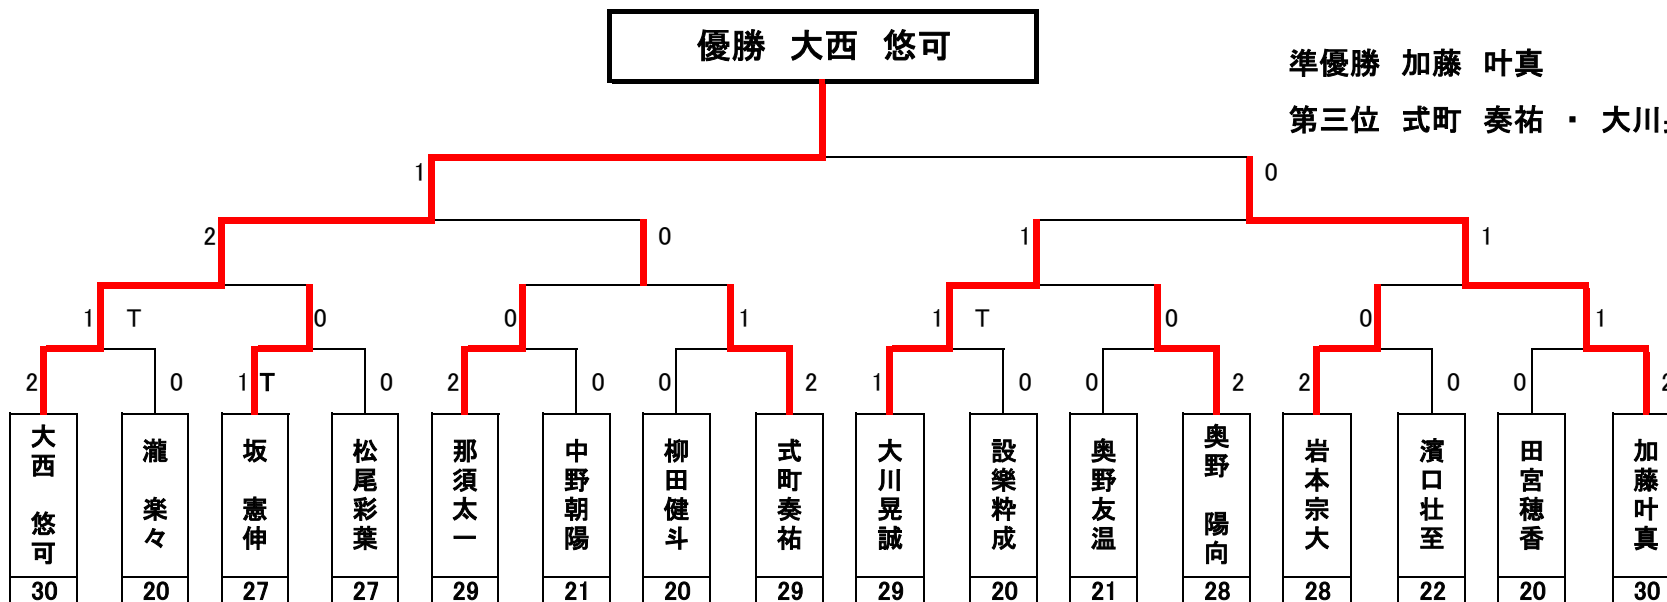 優勝 大西 悠可
準優勝 加藤 叶真
第三位 式町 奏祐 ・ 大川
1 0
2 0 1 1
1 T 0 0 1 1 T 0 0 1
2 0 1 T 0 2 0 0 2 1 0 0 2 2 0 0 2
大西 悠可
瀧 楽々
坂 憲伸
松尾彩葉
那須太一
中野朝陽
柳田健斗
式町奏祐
大川晃誠
設樂粋成
奥野友温
奥野 陽向
岩本宗大
濱口壮至
田宮穂香
加藤叶真
30 20 27 27 29 21 20 29 29 20 21 28 28 22 20 30